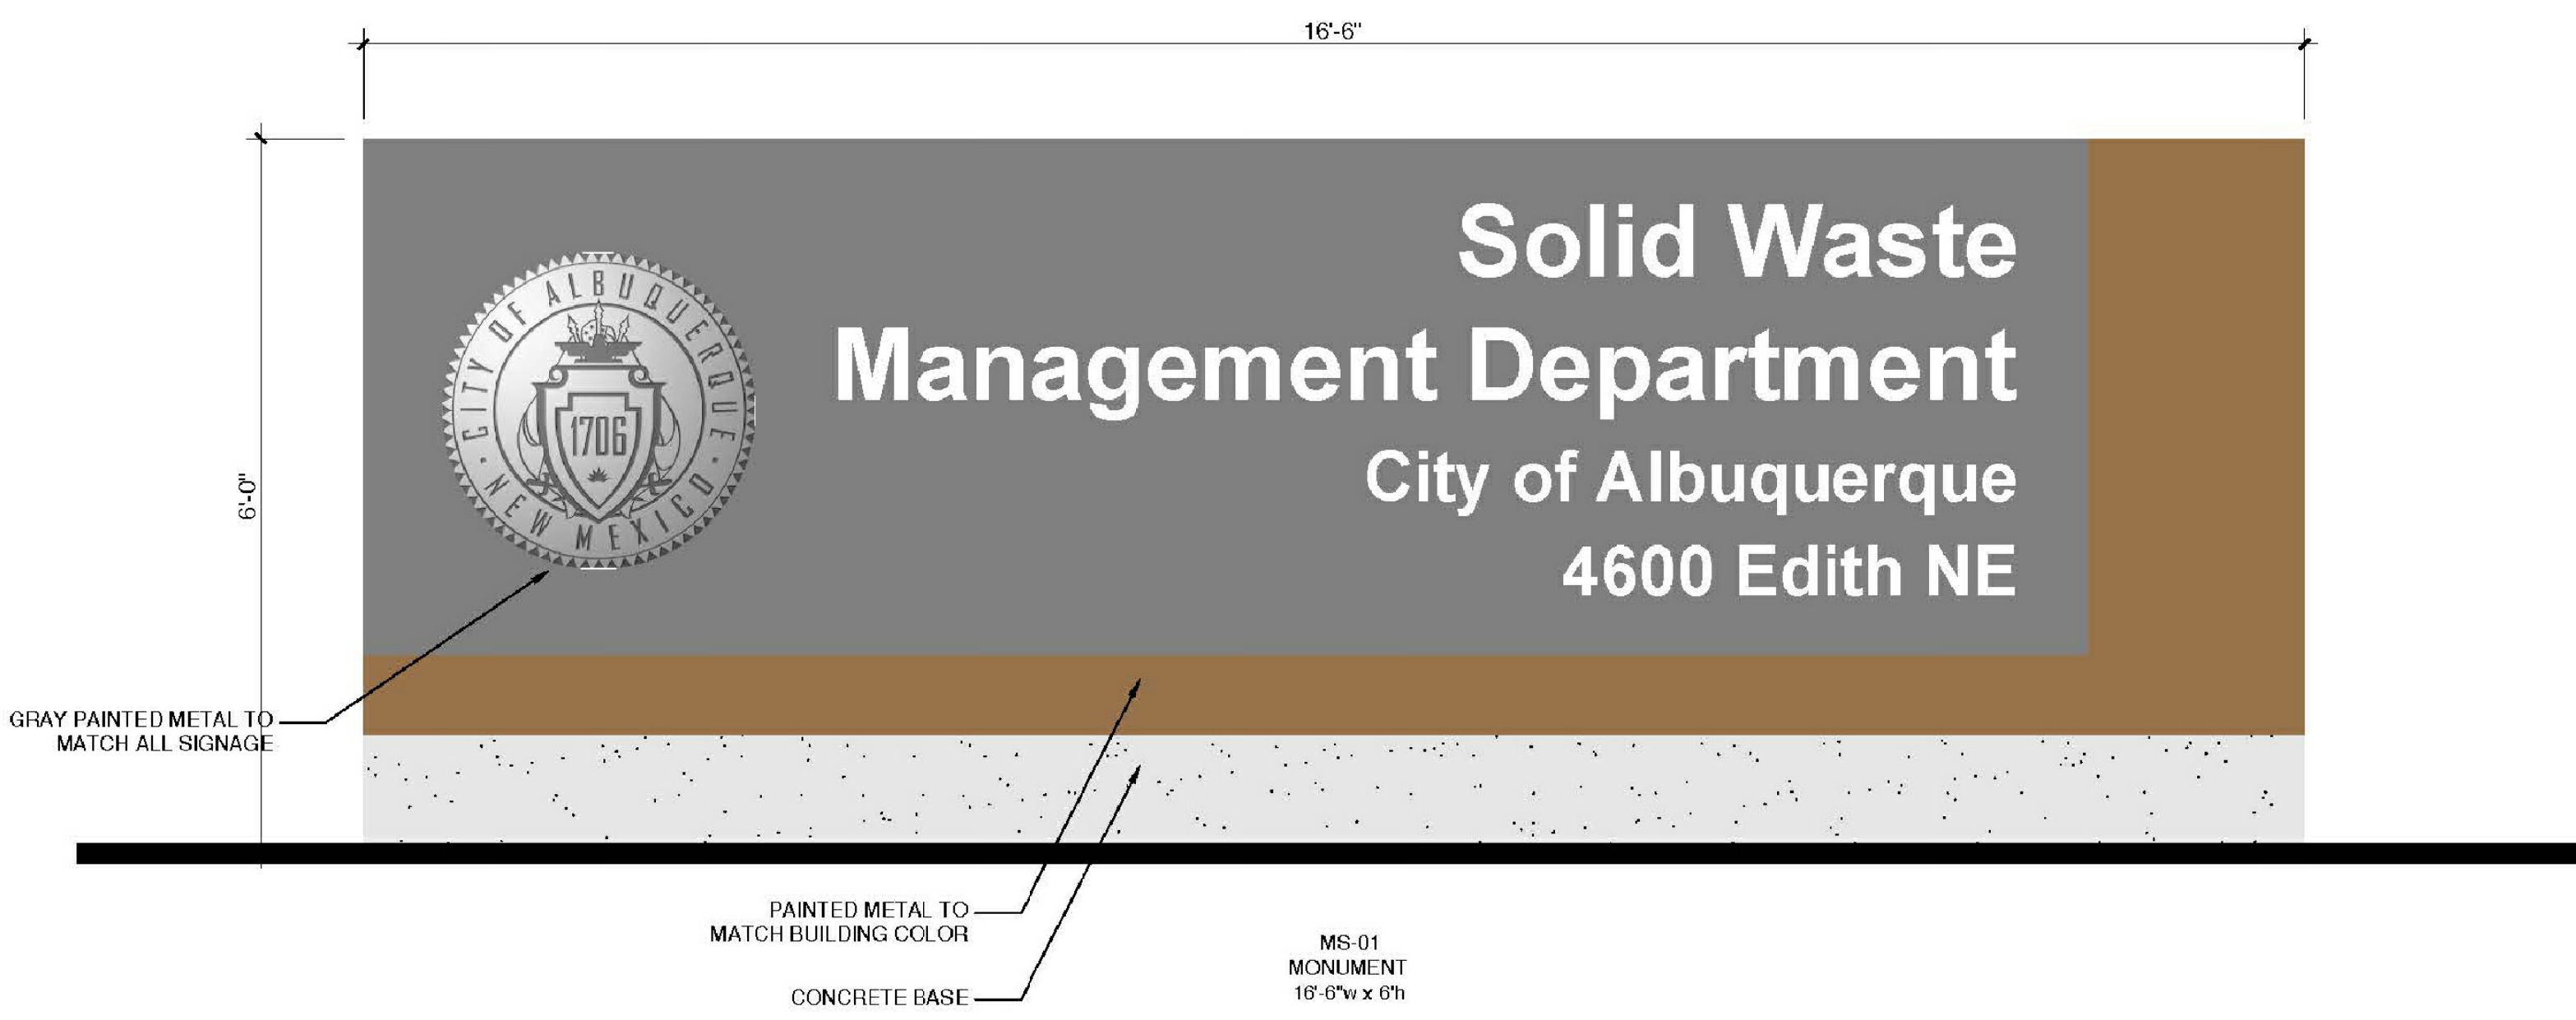 16'-6"
Solid Waste
Management Department
City of Albuquerque
4600 Edith NE
CITY OF ALBUQUERQUE · NEW MEXICO ·
1706
6'-0"
GRAY PAINTED METAL TO
MATCH ALL SIGNAGE
PAINTED METAL TO
MATCH BUILDING COLOR
CONCRETE BASE
MS-01
MONUMENT
16'-6"w x 6'h